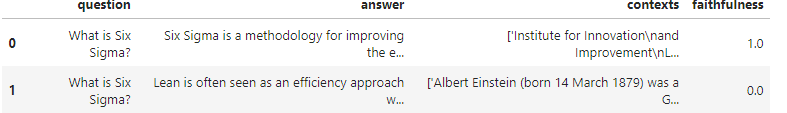 question answer contexts faithfulness
0 What is Six Sigma? Six Sigma is a methodology for improving the e... ['Institute for Innovation\nand Improvement\nL... 1.0
1 What is Six Sigma? Lean is often seen as an efficiency approach w... ['Albert Einstein (born 14 March 1879) was a G... 0.0